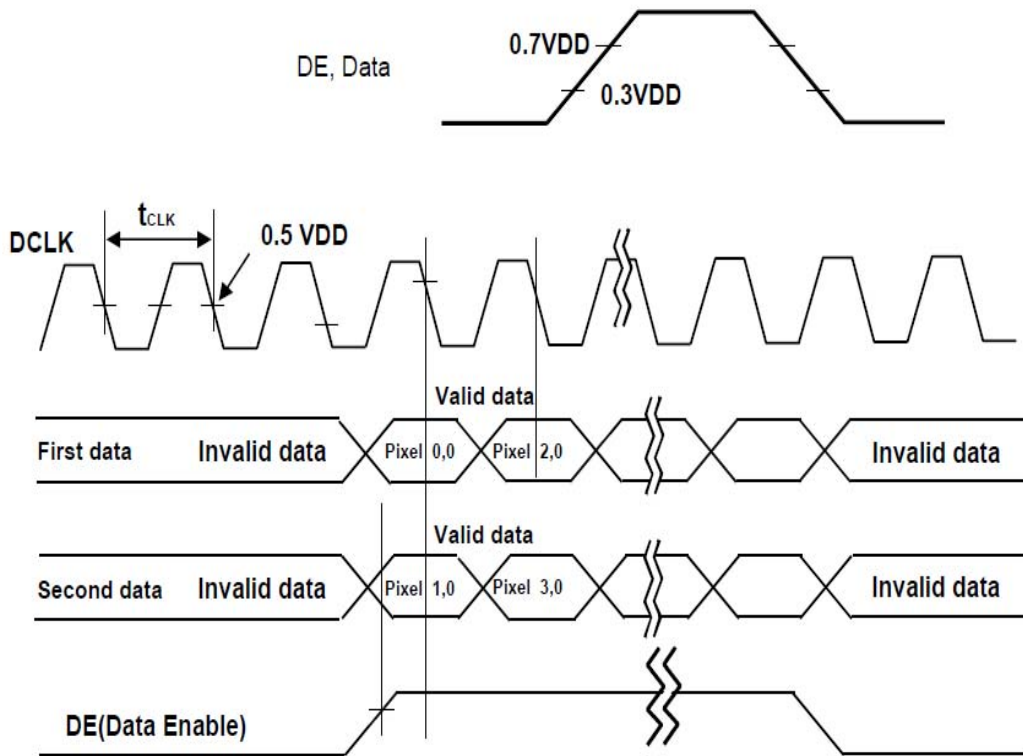 0.7VDD
DE, Data
0.3VDD
tCLK
0.5 VDD
DCLK
Valid data
First data
Invalid data
Pixel 0,0
Pixel 2,0
Invalid data
Valid data
Second data
Invalid data
Pixel 1,0
Pixel 3,0
Invalid data
DE(Data Enable)